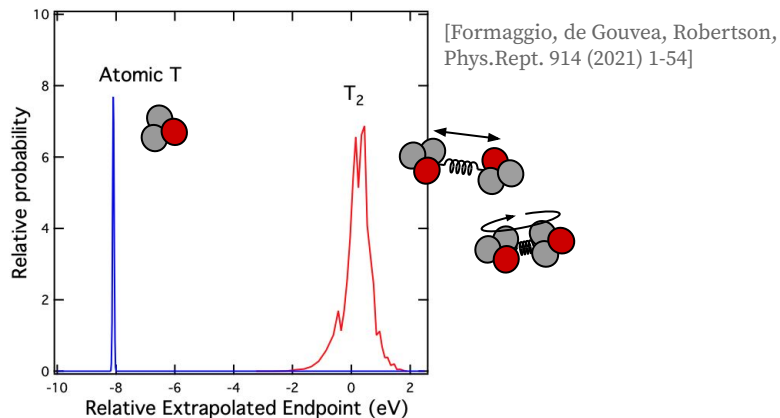 [Formaggio, de Gouvea, Robertson,
Phys.Rept. 914 (2021) 1-54]
10
8
6
4
2
0
Relative probability
Atomic T
T₂
-10
-8
-6
-4
-2
0
2
Relative Extrapolated Endpoint (eV)